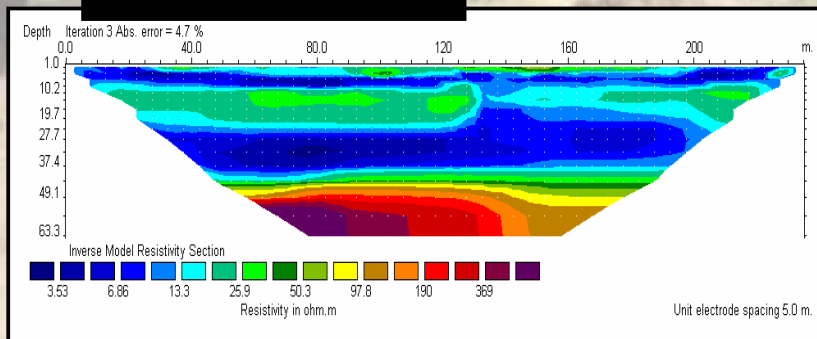 Depth Iteration 3 Abs. error = 4.7 %
0.0 40.0 80.0 120 160 200 m.
1.0
10.2
19.7
27.7
37.4
49.1
63.3
Inverse Model Resistivity Section
3.53 6.86 13.3 25.9 50.3 97.8 190 369
Resistivity in ohm.m Unit electrode spacing 5.0 m.